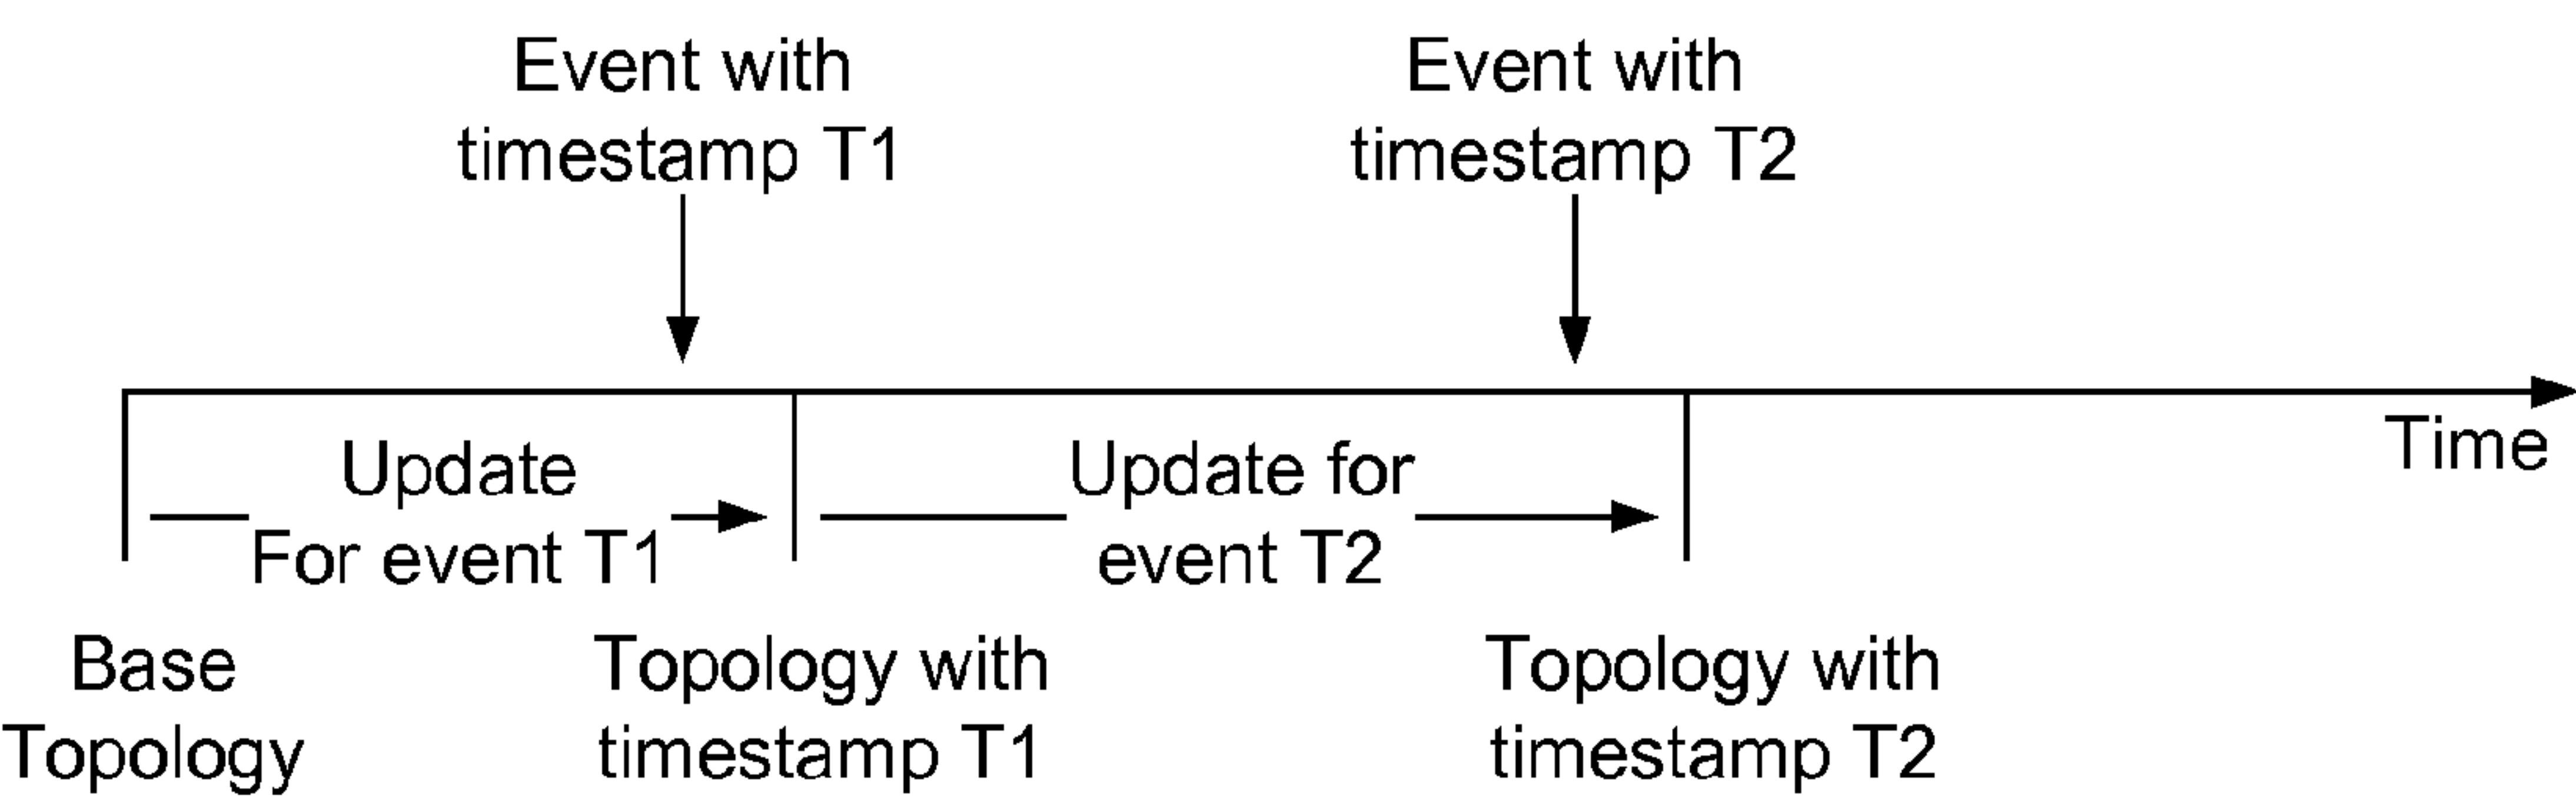 Event with
timestamp T1
Event with
timestamp T2
Time
Update
For event T1
Update for
event T2
Base
Topology
Topology with
timestamp T1
Topology with
timestamp T2